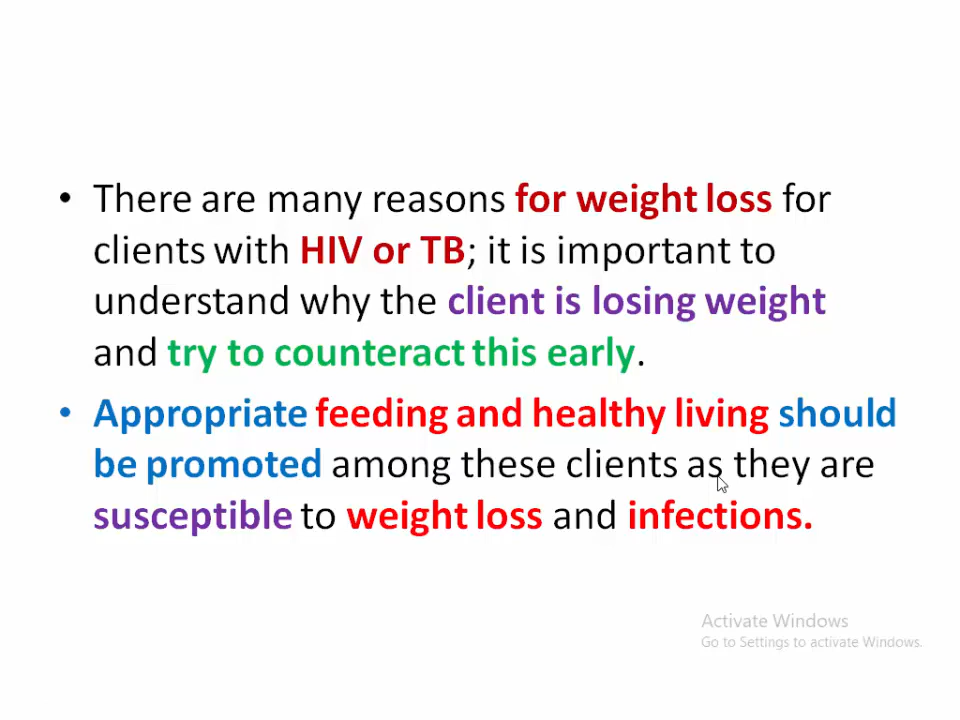 • There are many reasons for weight loss for
clients with HIV or TB; it is important to
understand why the client is losing weight
and try to counteract this early.
• Appropriate feeding and healthy living should
be promoted among these clients as they are
susceptible to weight loss and infections.
Activate Windows
Go to Settings to activate Windows.